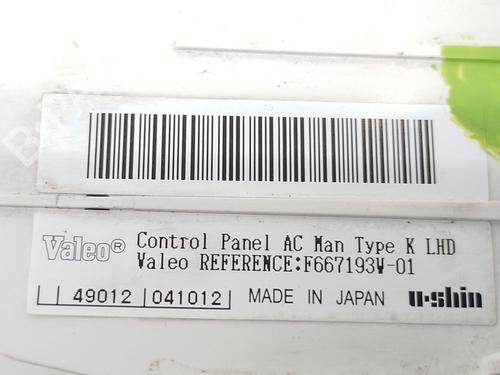 Valeo® Control Panel AC Man Type K LHD
Valeo REFERENCE:F667193W-01
49012 041012 MADE IN JAPAN u-shin